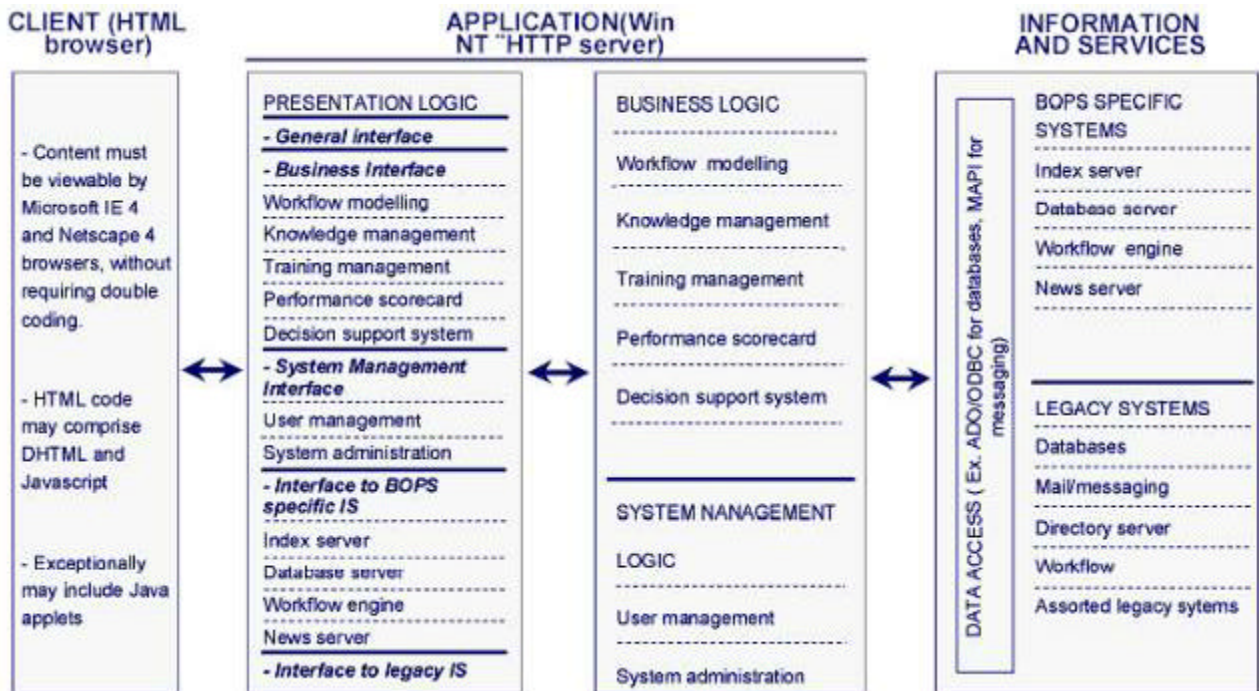 CLIENT (HTML
browser)
APPLICATION(Win
NT ¨HTTP server)
INFORMATION
AND SERVICES
- Content must
be viewable by
Microsoft IE 4
and Netscape 4
browsers, without
requiring double
coding.
- HTML code
may comprise
DHTML and
Javascript
- Exceptionally
may include Java
applets
PRESENTATION LOGIC
- General interface
- Business Interface
Workflow modelling
Knowledge management
Training management
Performance scorecard
Decision support system
- System Management
Interface
User management
System administration
- Interface to BOPS
specific IS
Index server
Database server
Workflow engine
News server
- Interface to legacy IS
BUSINESS LOGIC
Workflow modelling
Knowledge management
Training management
Performance scorecard
Decision support system
SYSTEM NANAGEMENT
LOGIC
User management
System administration
DATA ACCESS ( Ex. ADO/ODBC for databases, MAPI for
messaging)
BOPS SPECIFIC
SYSTEMS
Index server
Database server
Workflow engine
News server
LEGACY SYSTEMS
Databases
Mail/messaging
Directory server
Workflow
Assorted legacy sytems